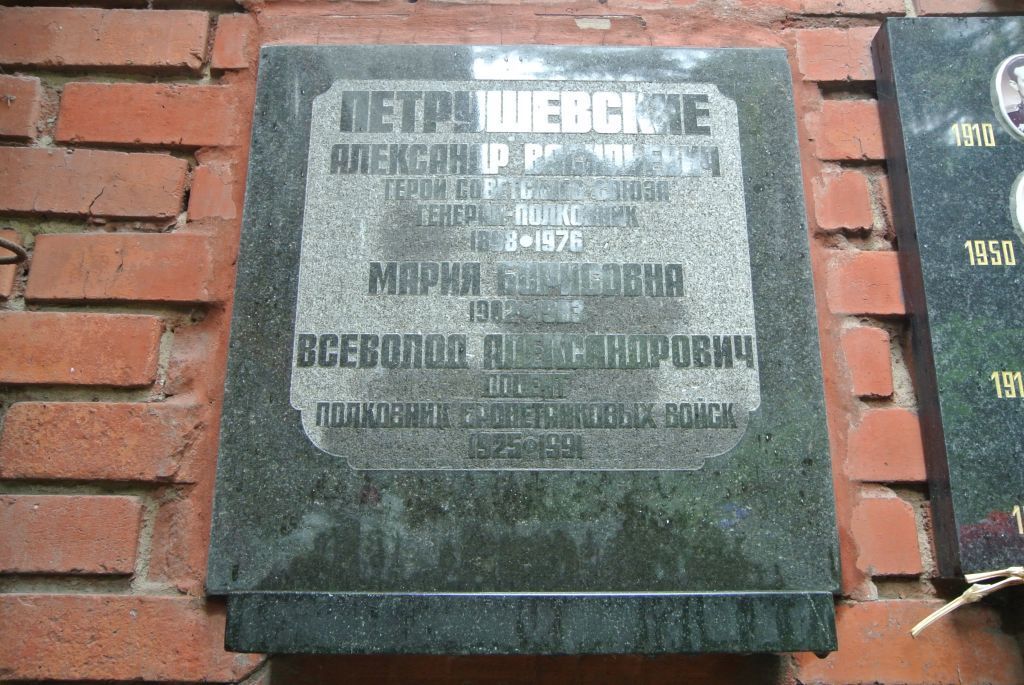 ПЕТРУШЕВСКИЕ
АЛЕКСАНДР ВАСИЛЬЕВИЧ
ГЕРОЙ СОВЕТСКОГО СОЮЗА
ГЕНЕРАЛ-ПОЛКОВНИК
1898•1976
МАРИЯ БОРИСОВНА
ВСЕВОЛОД АЛЕКСАНДРОВИЧ
ДОЦЕНТ
ПОЛКОВНИК БРОНЕТАНКОВЫХ ВОЙСК
1925•1991
1910
1950